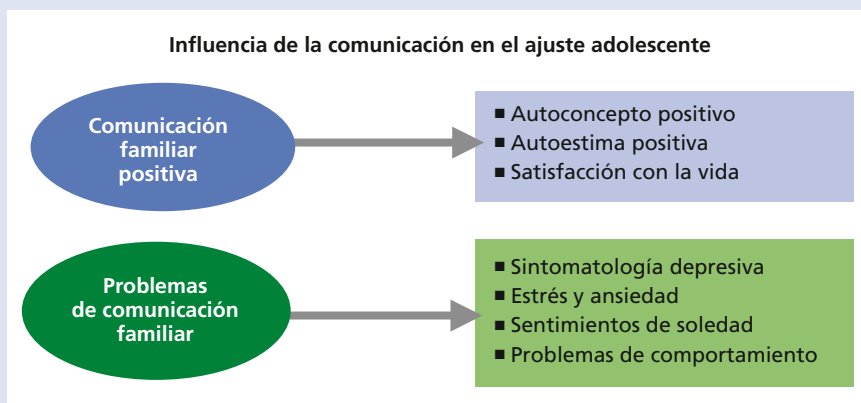 Influencia de la comunicación en el ajuste adolescente
Comunicación
familiar
positiva
■ Autoconcepto positivo
■ Autoestima positiva
■ Satisfacción con la vida
Problemas
de comunicación
familiar
■ Sintomatología depresiva
■ Estrés y ansiedad
■ Sentimientos de soledad
■ Problemas de comportamiento